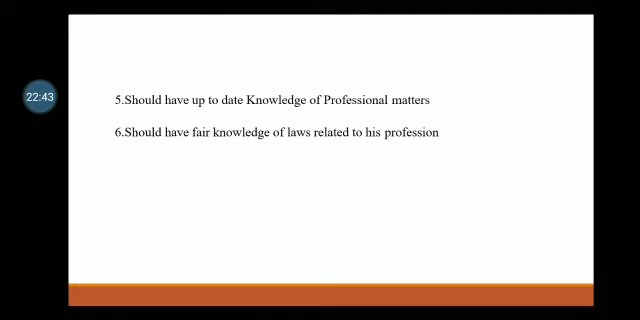 22:43
5.Should have up to date Knowledge of Professional matters
6.Should have fair knowledge of laws related to his profession